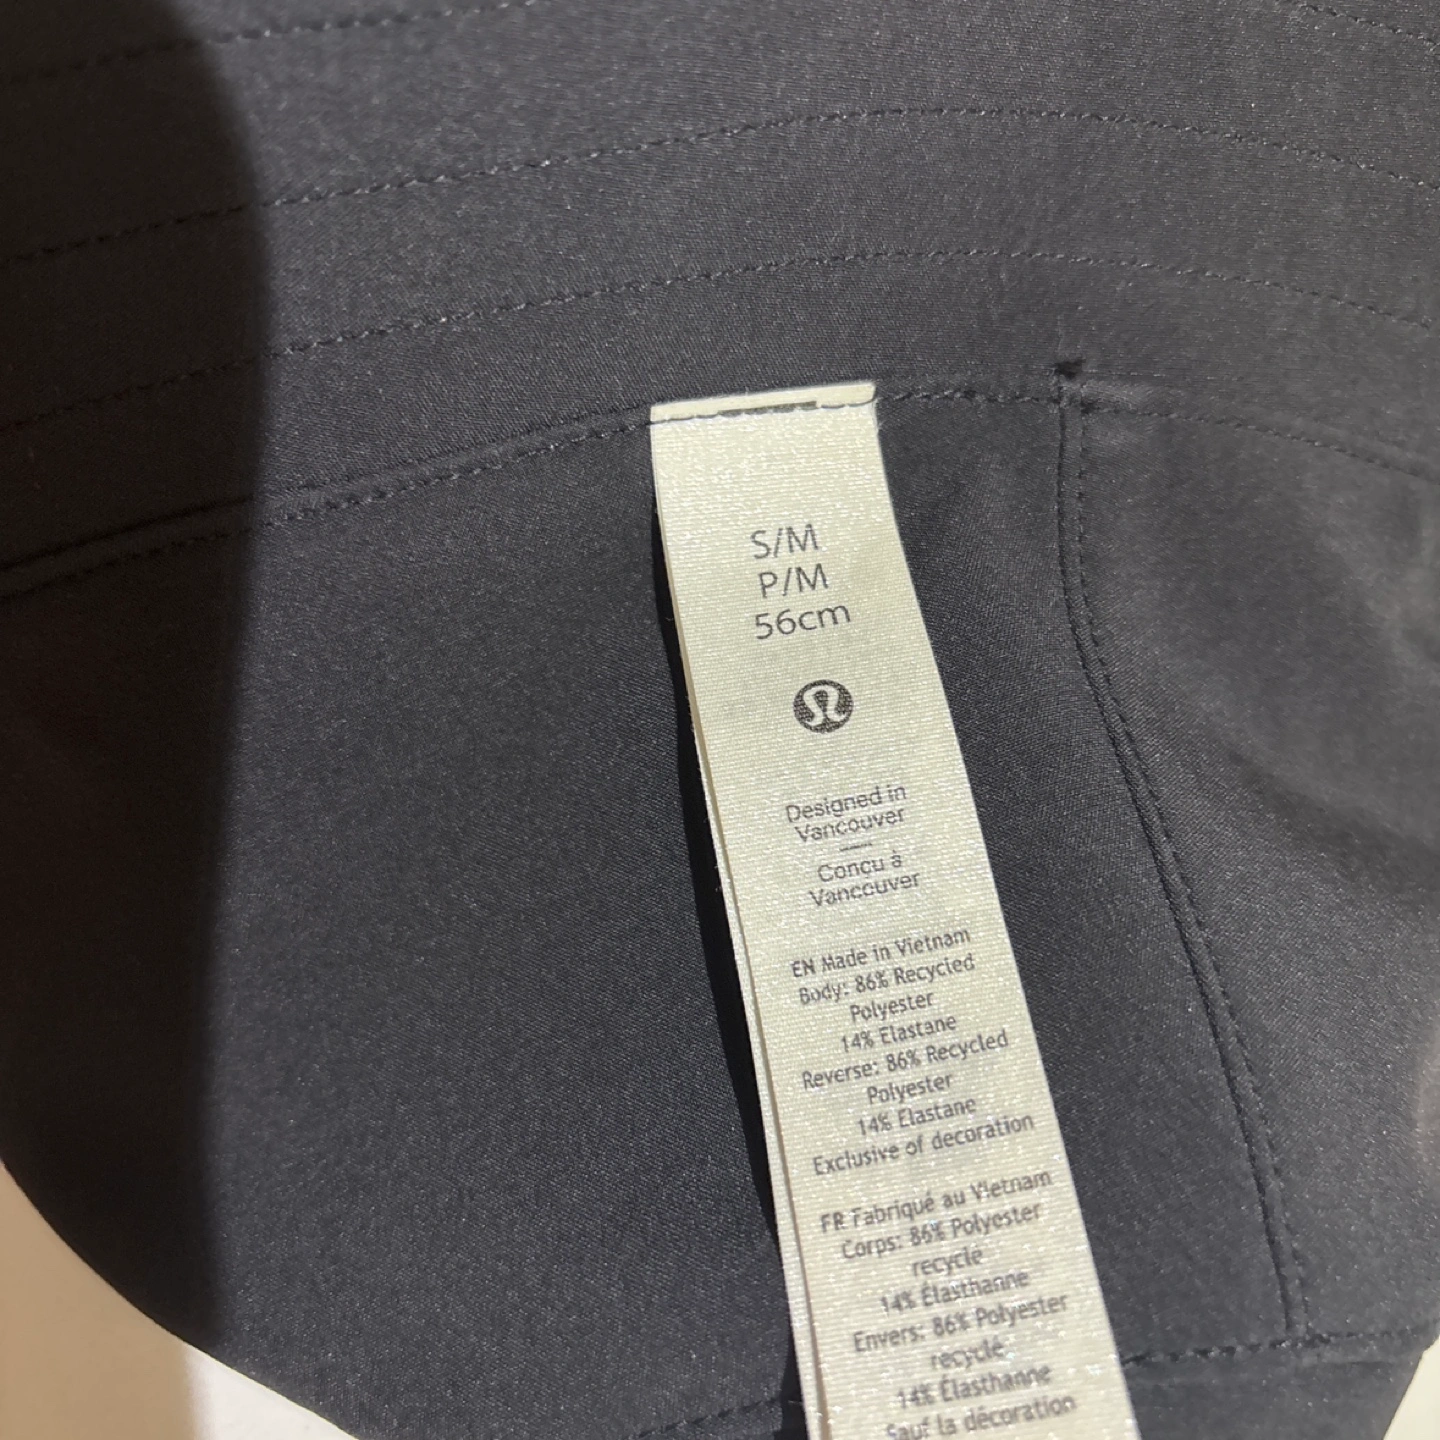 S/M
P/M
56cm
Designed in
Vancouver
Conçu à
Vancouver
EN Made in Vietnam
Body: 86% Recycled
Polyester
14% Elastane
Reverse: 86% Recycled
Polyester
14% Elastane
Exclusive of decoration
FR Fabriqué au Vietnam
Corps: 86% Polyester
recyclé
14% Élasthanne
Envers: 86% Polyester
recyclé
14% Élasthanne
Sauf la décoration